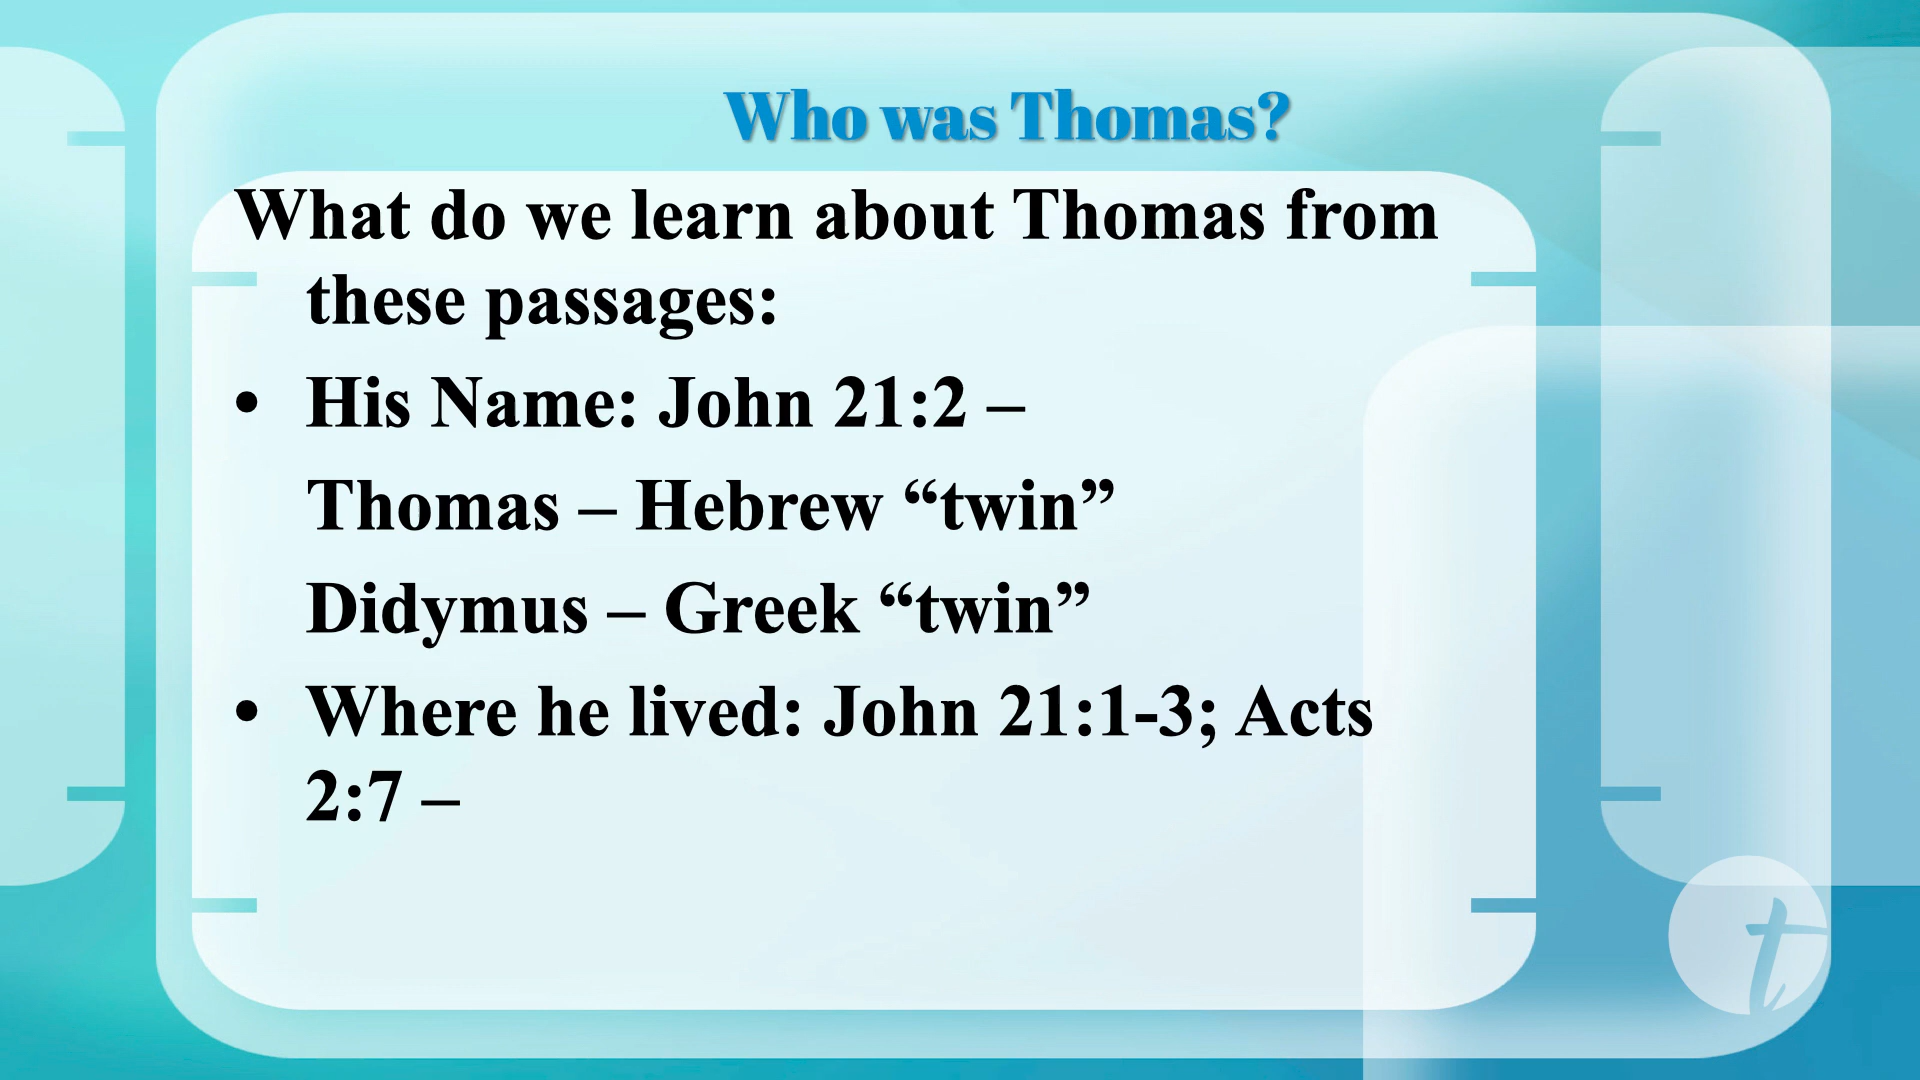 Who was Thomas?
What do we learn about Thomas from
these passages:
• His Name: John 21:2 –
Thomas – Hebrew “twin”
Didymus – Greek “twin”
• Where he lived: John 21:1-3; Acts
2:7 –
t